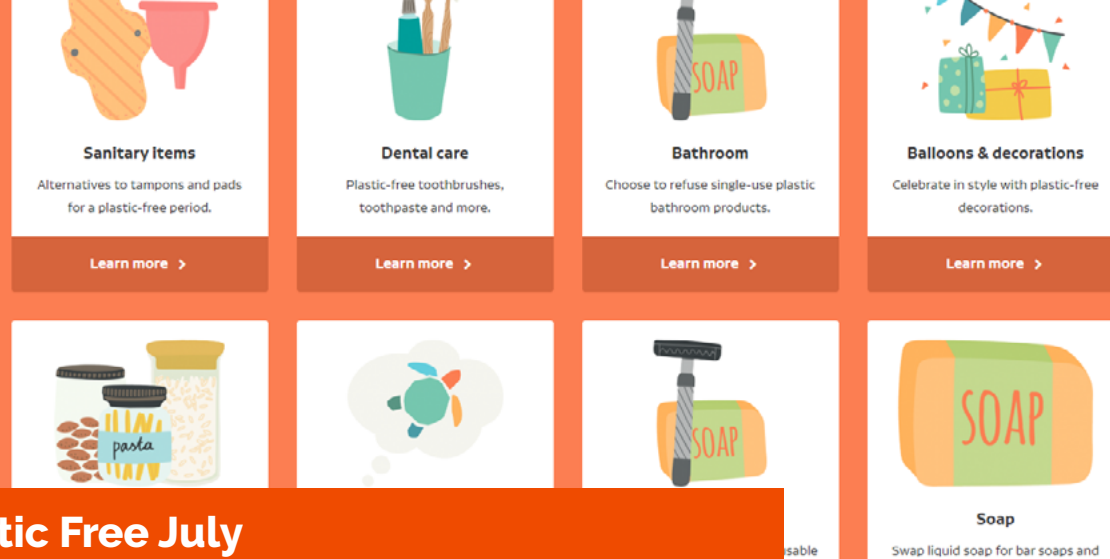 Sanitary items
Alternatives to tampons and pads
for a plastic-free period.
Learn more
Dental care
Plastic-free toothbrushes,
toothpaste and more.
Learn more
SOAP
Bathroom
Choose to refuse single-use plastic
bathroom products.
Learn more
Balloons & decorations
Celebrate in style with plastic-free
decorations.
Learn more
pasta
SOAP
SOAP
Soap
Swap liquid soap for bar soaps and
tic Free July